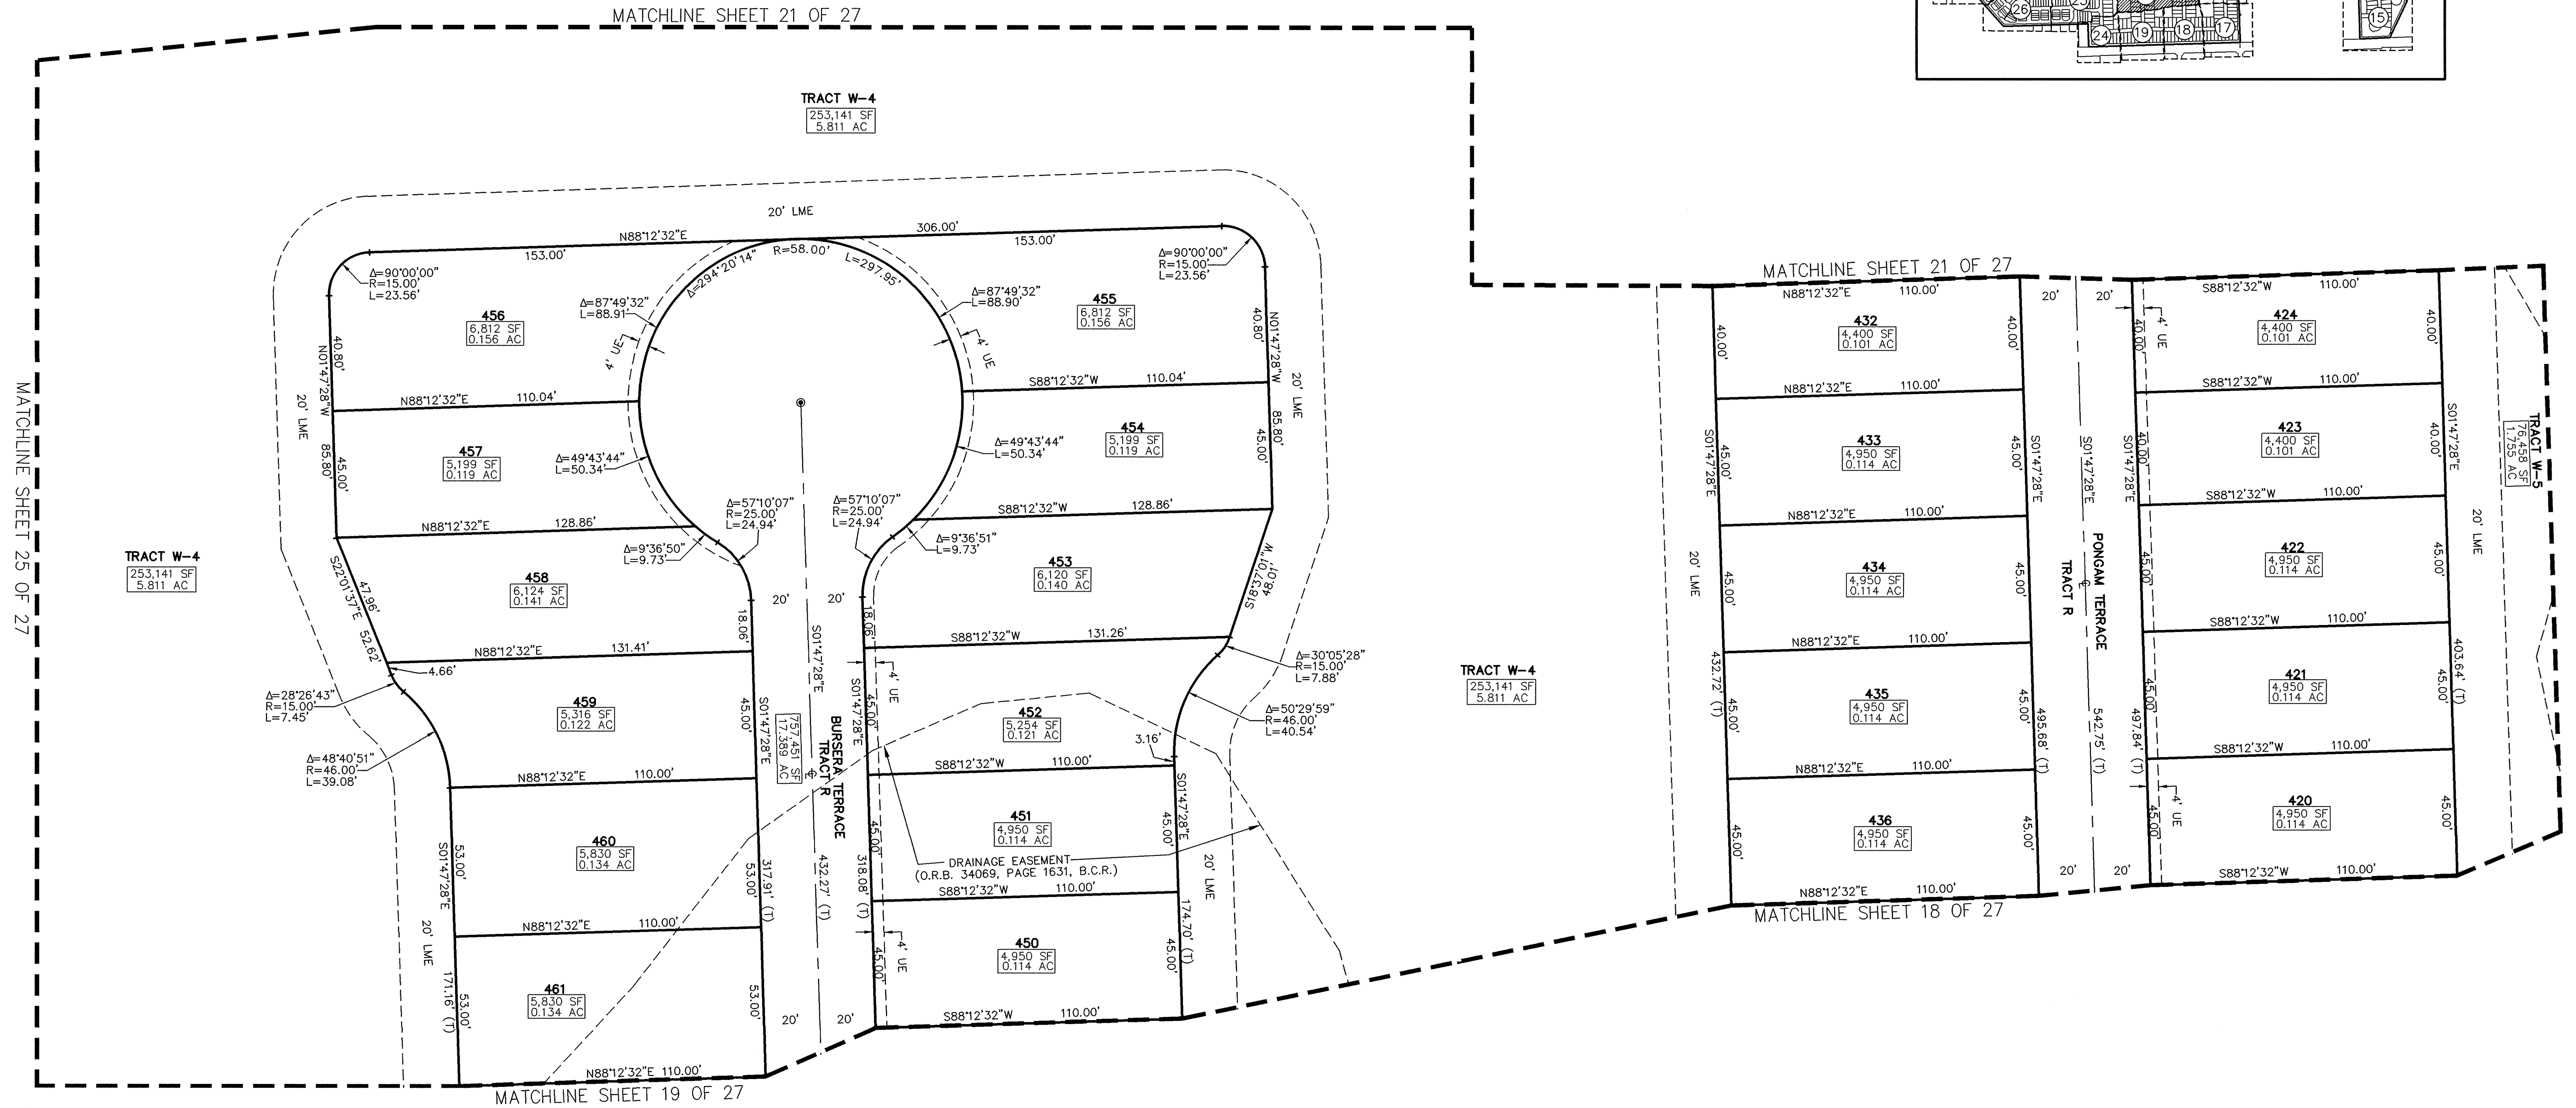 MATCHLINE SHEET 21 OF 27
26
25
24
19
18
17
15
TRACT W-4
253,141 SF
5.811 AC
20' LME
N88°12'32"E
306.00'
153.00'
153.00'
R=58.00'
Δ=294°20'14"
L=297.95'
Δ=90°00'00"
R=15.00'
L=23.56'
Δ=90°00'00"
R=15.00'
L=23.56'
Δ=87°49'32"
L=88.91'
Δ=87°49'32"
L=88.90'
4' UE
4' UE
456
6,812 SF
0.156 AC
455
6,812 SF
0.156 AC
40.80'
N01°47'28"W
85.80'
45.00'
20' LME
40.80'
N01°47'28"W
85.80'
45.00'
20' LME
N88°12'32"E 110.04'
S88°12'32"W 110.04'
457
5,199 SF
0.119 AC
454
5,199 SF
0.119 AC
Δ=49°43'44"
L=50.34'
Δ=49°43'44"
L=50.34'
N88°12'32"E 128.86'
S88°12'32"W 128.86'
Δ=57°10'07"
R=25.00'
L=24.94'
Δ=57°10'07"
R=25.00'
L=24.94'
Δ=9°36'50"
L=9.73'
Δ=9°36'51"
L=9.73'
MATCHLINE SHEET 25 OF 27
TRACT W-4
253,141 SF
5.811 AC
S22°01'37"E 52.62'
47.96'
458
6,124 SF
0.141 AC
453
6,120 SF
0.140 AC
S18°37'01"W
48.01'
20' 20'
18.06'
18.06'
N88°12'32"E 131.41'
S88°12'32"W 131.26'
4.66'
Δ=28°26'43"
R=15.00'
L=7.45'
Δ=30°05'28"
R=15.00'
L=7.88'
459
5,316 SF
0.122 AC
452
5,254 SF
0.121 AC
Δ=50°29'59"
R=46.00'
L=40.54'
Δ=48°40'51"
R=46.00'
L=39.08'
3.16'
45.00'
S01°47'28"E
757,451 SF
17.389 AC
S01°47'28"E
BURSERA TERRACE
TRACT R
S01°47'28"E
45.00'
4' UE
N88°12'32"E 110.00'
S88°12'32"W 110.00'
460
5,830 SF
0.134 AC
451
4,950 SF
0.114 AC
53.00'
S01°47'28"E
53.00'
317.91' (T)
432.27' (T)
318.08' (T)
45.00'
S01°47'28"E
45.00'
DRAINAGE EASEMENT
(O.R.B. 34069, PAGE 1631, B.C.R.)
20' LME
N88°12'32"E 110.00'
S88°12'32"W 110.00'
20' LME
171.16' (T)
461
5,830 SF
0.134 AC
450
4,950 SF
0.114 AC
53.00'
53.00'
45.00'
4' UE
174.70' (T)
45.00'
20' 20'
S88°12'32"W 110.00'
N88°12'32"E 110.00'
MATCHLINE SHEET 19 OF 27
TRACT W-4
253,141 SF
5.811 AC
MATCHLINE SHEET 21 OF 27
N88°12'32"E 110.00'
20' 20'
S88°12'32"W 110.00'
432
4,400 SF
0.101 AC
424
4,400 SF
0.101 AC
40.00'
40.00'
40.00'
4' UE
40.00'
N88°12'32"E 110.00'
S88°12'32"W 110.00'
433
4,950 SF
0.114 AC
423
4,400 SF
0.101 AC
S01°47'28"E
45.00'
45.00'
S01°47'28"E
S01°47'28"E
S01°47'28"E
40.00'
40.00'
S01°47'28"E
TRACT W-5
76,458 SF
1.755 AC
N88°12'32"E 110.00'
S88°12'32"W 110.00'
20' LME
434
4,950 SF
0.114 AC
422
4,950 SF
0.114 AC
45.00'
45.00'
PONGAM TERRACE
TRACT R
45.00'
45.00'
20' LME
N88°12'32"E 110.00'
S88°12'32"W 110.00'
435
4,950 SF
0.114 AC
421
4,950 SF
0.114 AC
432.72' (T)
45.00'
45.00'
495.68' (T)
542.75' (T)
497.84' (T)
45.00'
403.64' (T)
45.00'
N88°12'32"E 110.00'
S88°12'32"W 110.00'
436
4,950 SF
0.114 AC
420
4,950 SF
0.114 AC
45.00'
45.00'
45.00'
4' UE
45.00'
20' 20'
N88°12'32"E 110.00'
S88°12'32"W 110.00'
MATCHLINE SHEET 18 OF 27